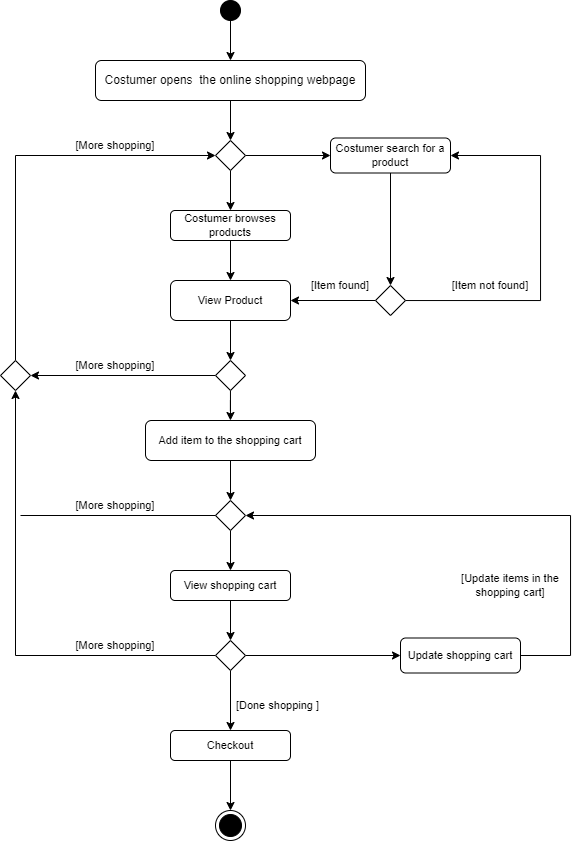 Costumer opens  the online shopping webpage
[More shopping]
Costumer search for a
product
Costumer browses
products
[Item found]
[Item not found]
View Product
[More shopping]
Add item to the shopping cart
[More shopping]
[Update items in the
shopping cart]
View shopping cart
[More shopping]
Update shopping cart
[Done shopping ]
Checkout